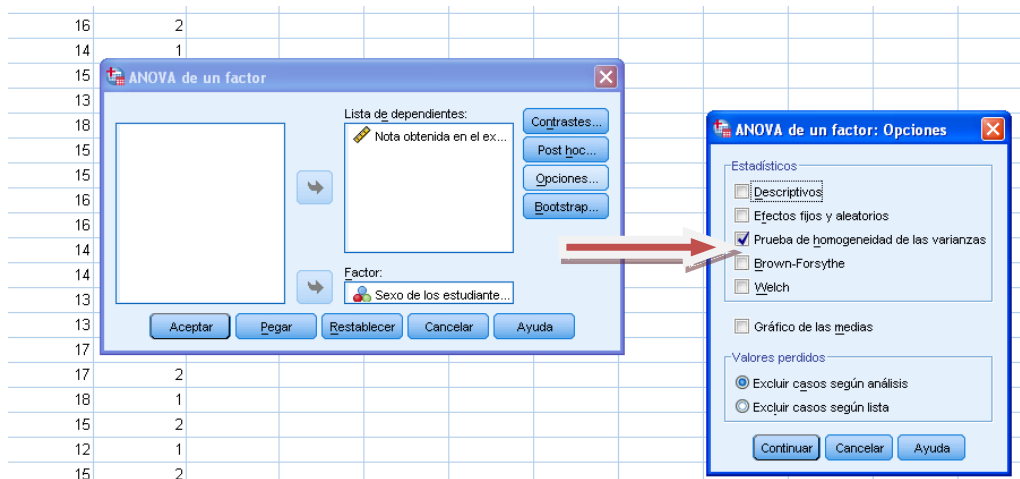 16 2
14 1
15
13
18
15
15
16
16
14
14
13
13
17
17 2
18 1
15 2
12 1
15 2
ANOVA de un factor
Lista de dependientes:
Nota obtenida en el ex...
Contrastes...
Post hoc...
Opciones...
Bootstrap...
Factor:
Sexo de los estudiante...
Aceptar Pegar Restablecer Cancelar Ayuda
ANOVA de un factor: Opciones
Estadísticos
Descriptivos
Efectos fijos y aleatorios
Prueba de homogeneidad de las varianzas
Brown-Forsythe
Welch
Gráfico de las medias
Valores perdidos
Excluir casos según análisis
Excluir casos según lista
Continuar Cancelar Ayuda